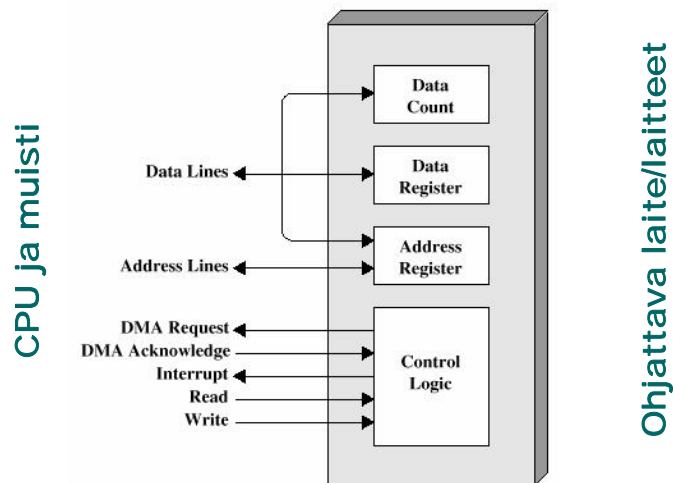 CPU ja muisti
Data Lines
Address Lines
DMA Request
DMA Acknowledge
Interrupt
Read
Write
Data
Count
Data
Register
Address
Register
Control
Logic
Ohjattava laite/laitteet